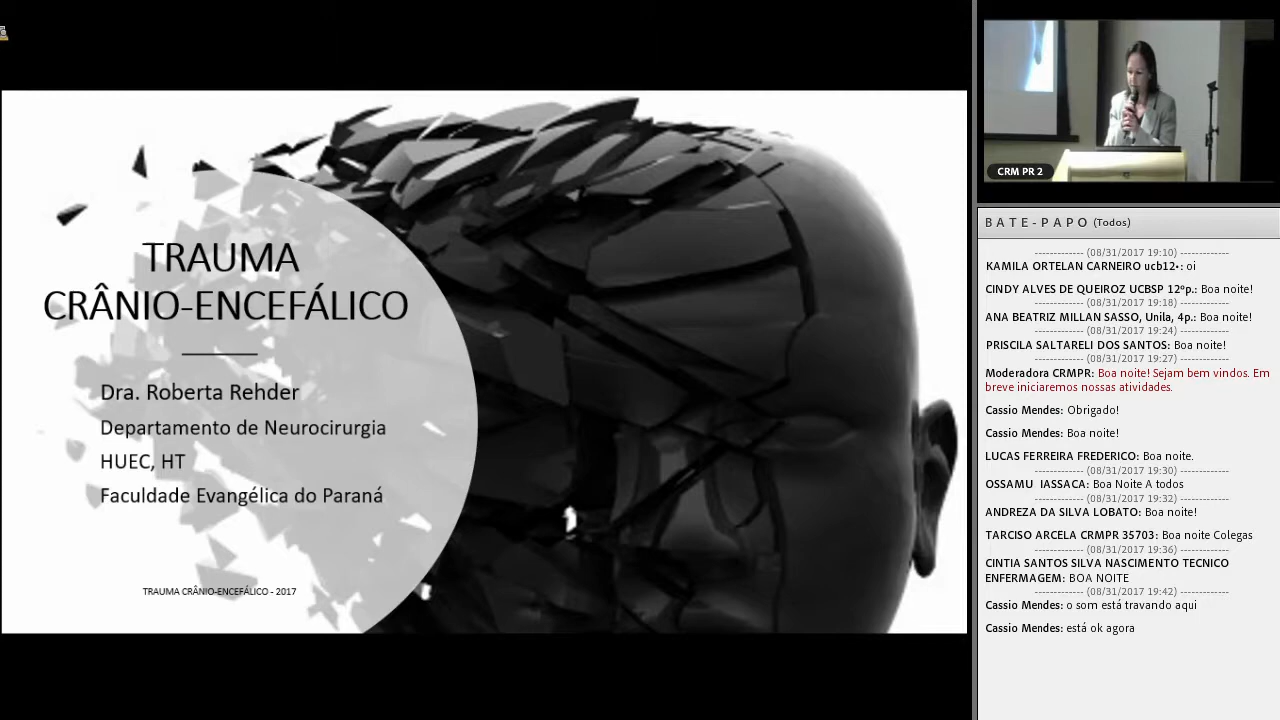 TRAUMA
CRÂNIO-ENCEFÁLICO
Dra. Roberta Rehder
Departamento de Neurocirurgia
HUEC, HT
Faculdade Evangélica do Paraná
TRAUMA CRÂNIO-ENCEFÁLICO - 2017
CRM PR 2
BATE-PAPO (Todos)
------------- (08/31/2017 19:10) -------------
KAMILA ORTELAN CARNEIRO ucb12•: oi
CINDY ALVES DE QUEIROZ UCBSP 12ºp.: Boa noite!
------------- (08/31/2017 19:18) -------------
ANA BEATRIZ MILLAN SASSO, Unila, 4p.: Boa noite!
------------- (08/31/2017 19:24) -------------
PRISCILA SALTARELI DOS SANTOS: Boa noite!
------------- (08/31/2017 19:27) -------------
Moderadora CRMPR: Boa noite! Sejam bem vindos. Em
breve iniciaremos nossas atividades.
Cassio Mendes: Obrigado!
Cassio Mendes: Boa noite!
LUCAS FERREIRA FREDERICO: Boa noite.
------------- (08/31/2017 19:30) -------------
OSSAMU IASSACA: Boa Noite A todos
------------- (08/31/2017 19:32) -------------
ANDREZA DA SILVA LOBATO: Boa noite!
TARCISO ARCELA CRMPR 35703: Boa noite Colegas
------------- (08/31/2017 19:36) -------------
CINTIA SANTOS SILVA NASCIMENTO TECNICO
ENFERMAGEM: BOA NOITE
------------- (08/31/2017 19:42) -------------
Cassio Mendes: o som está travando aqui
Cassio Mendes: está ok agora